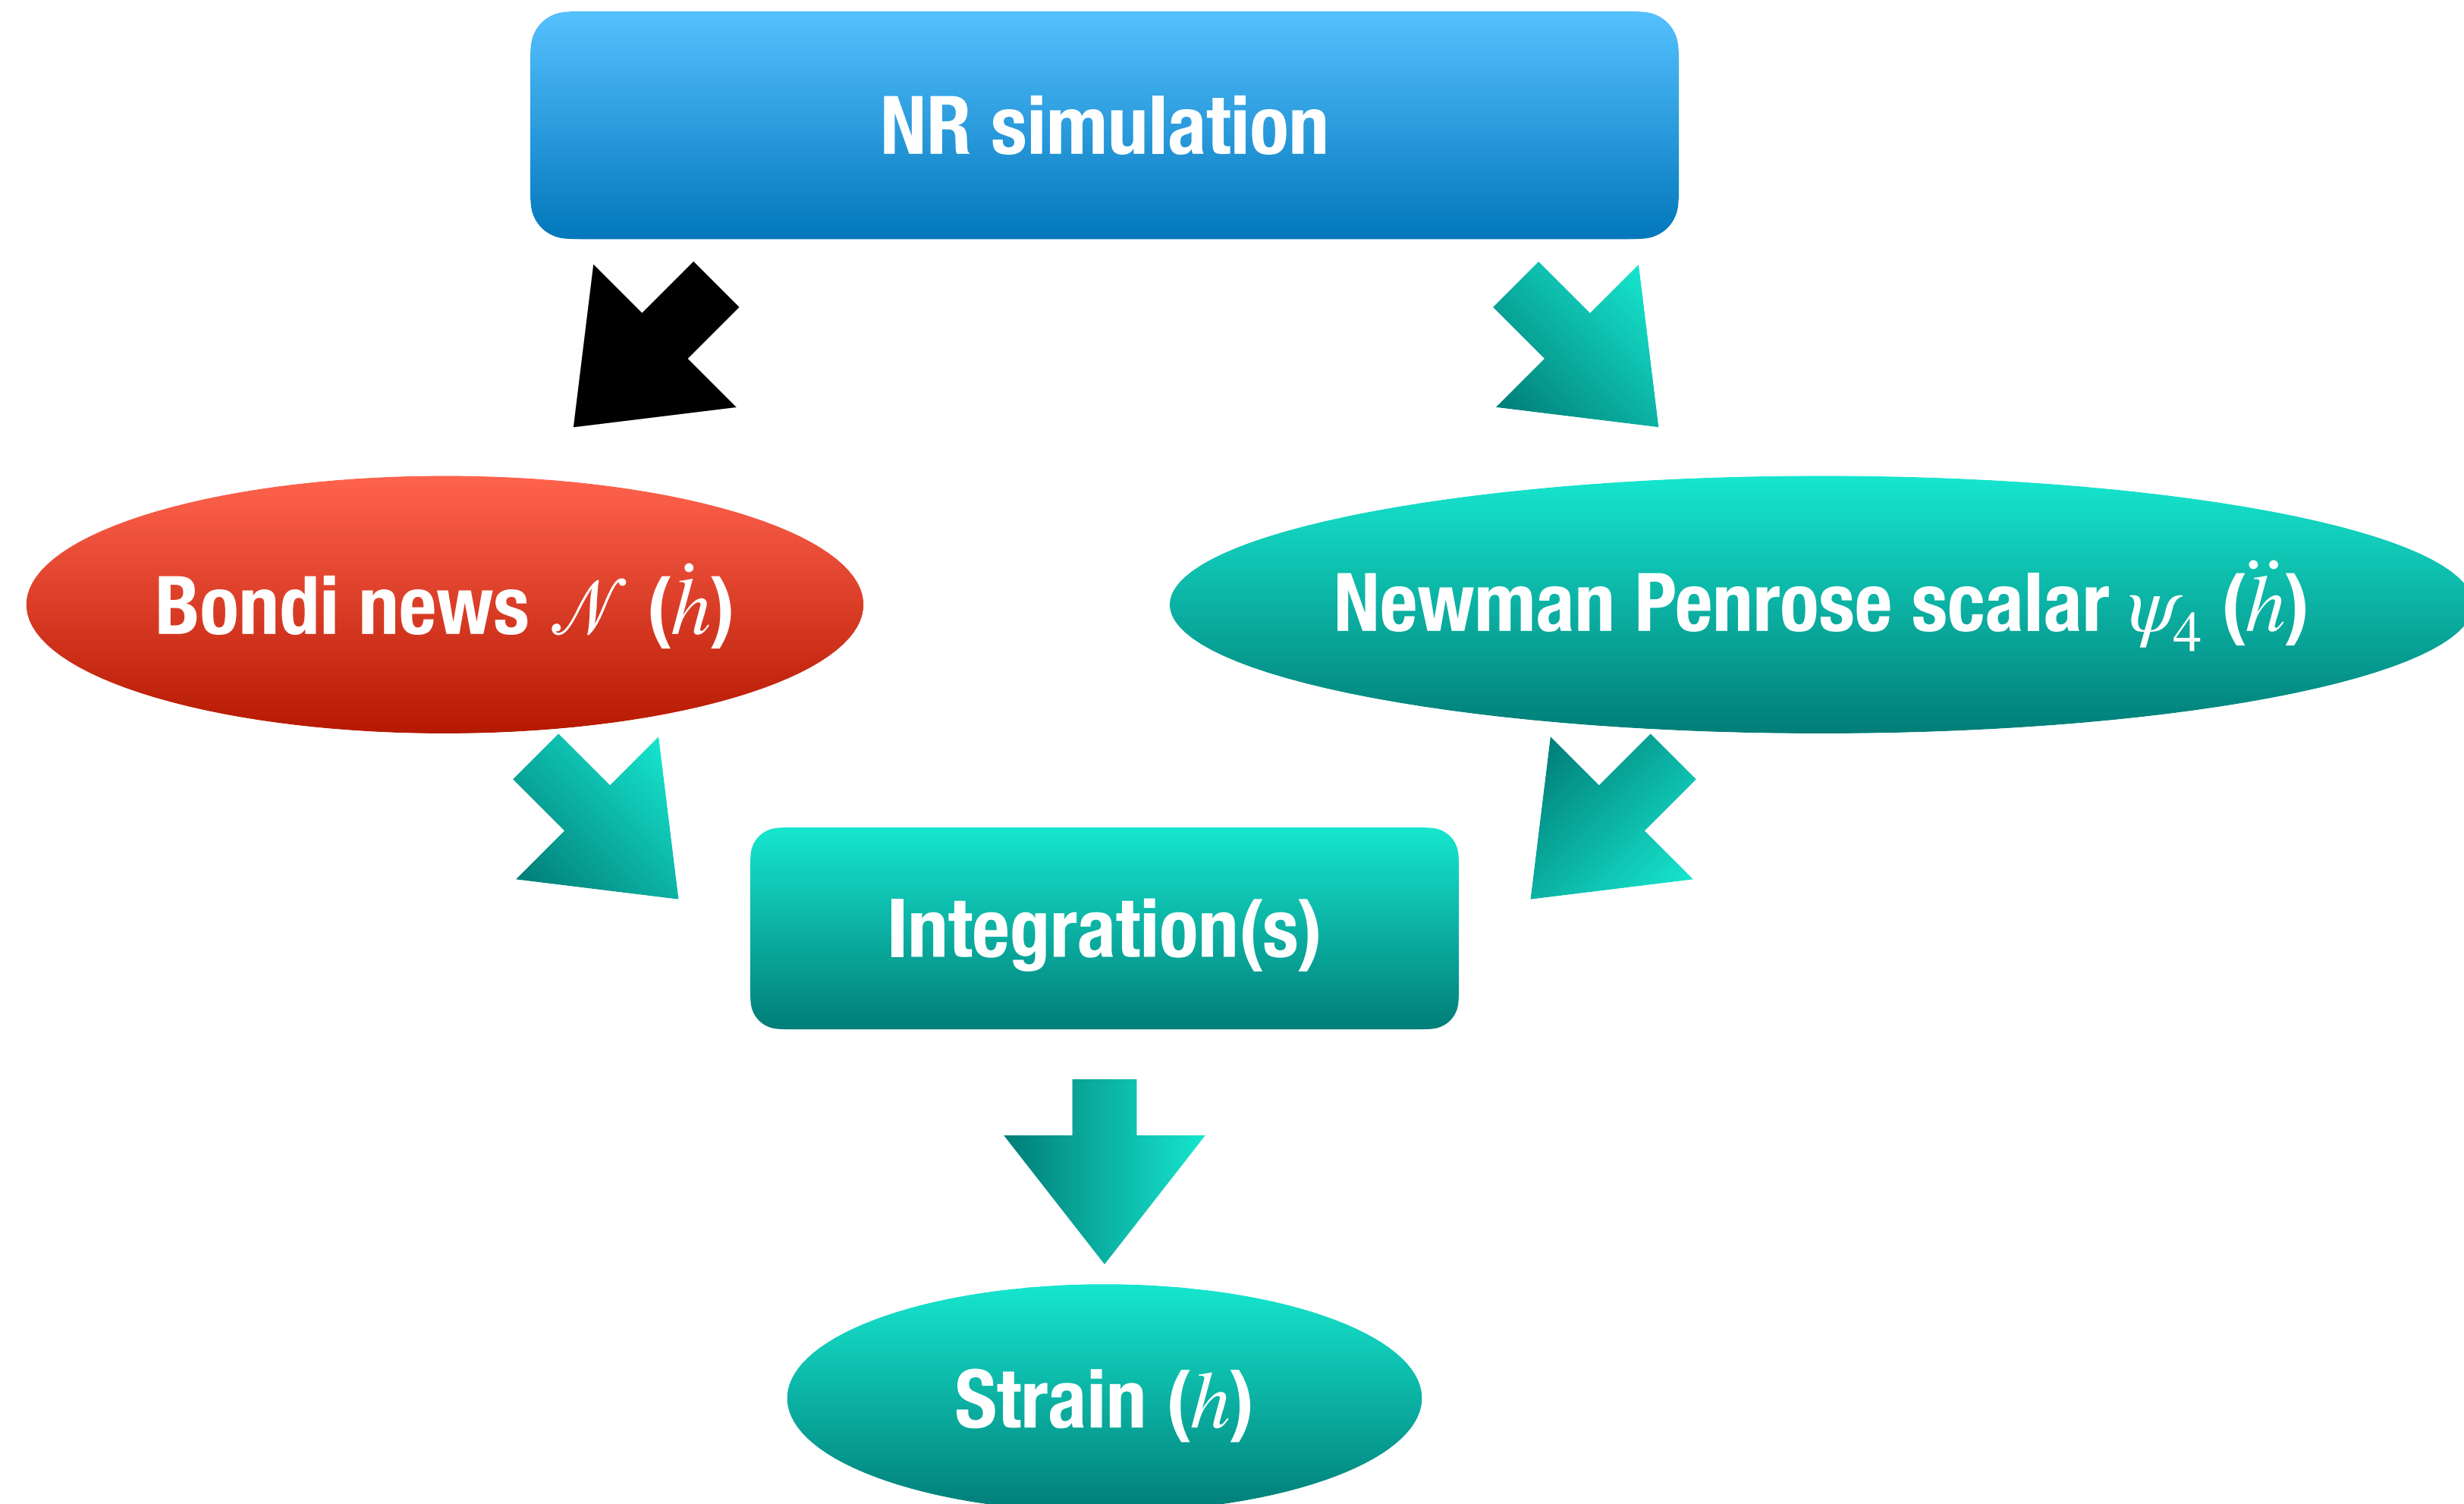 NR simulation
Bondi news 𝒩 (ḣ)
Newman Penrose scalar ψ₄ (ḧ)
Integration(s)
Strain (h)